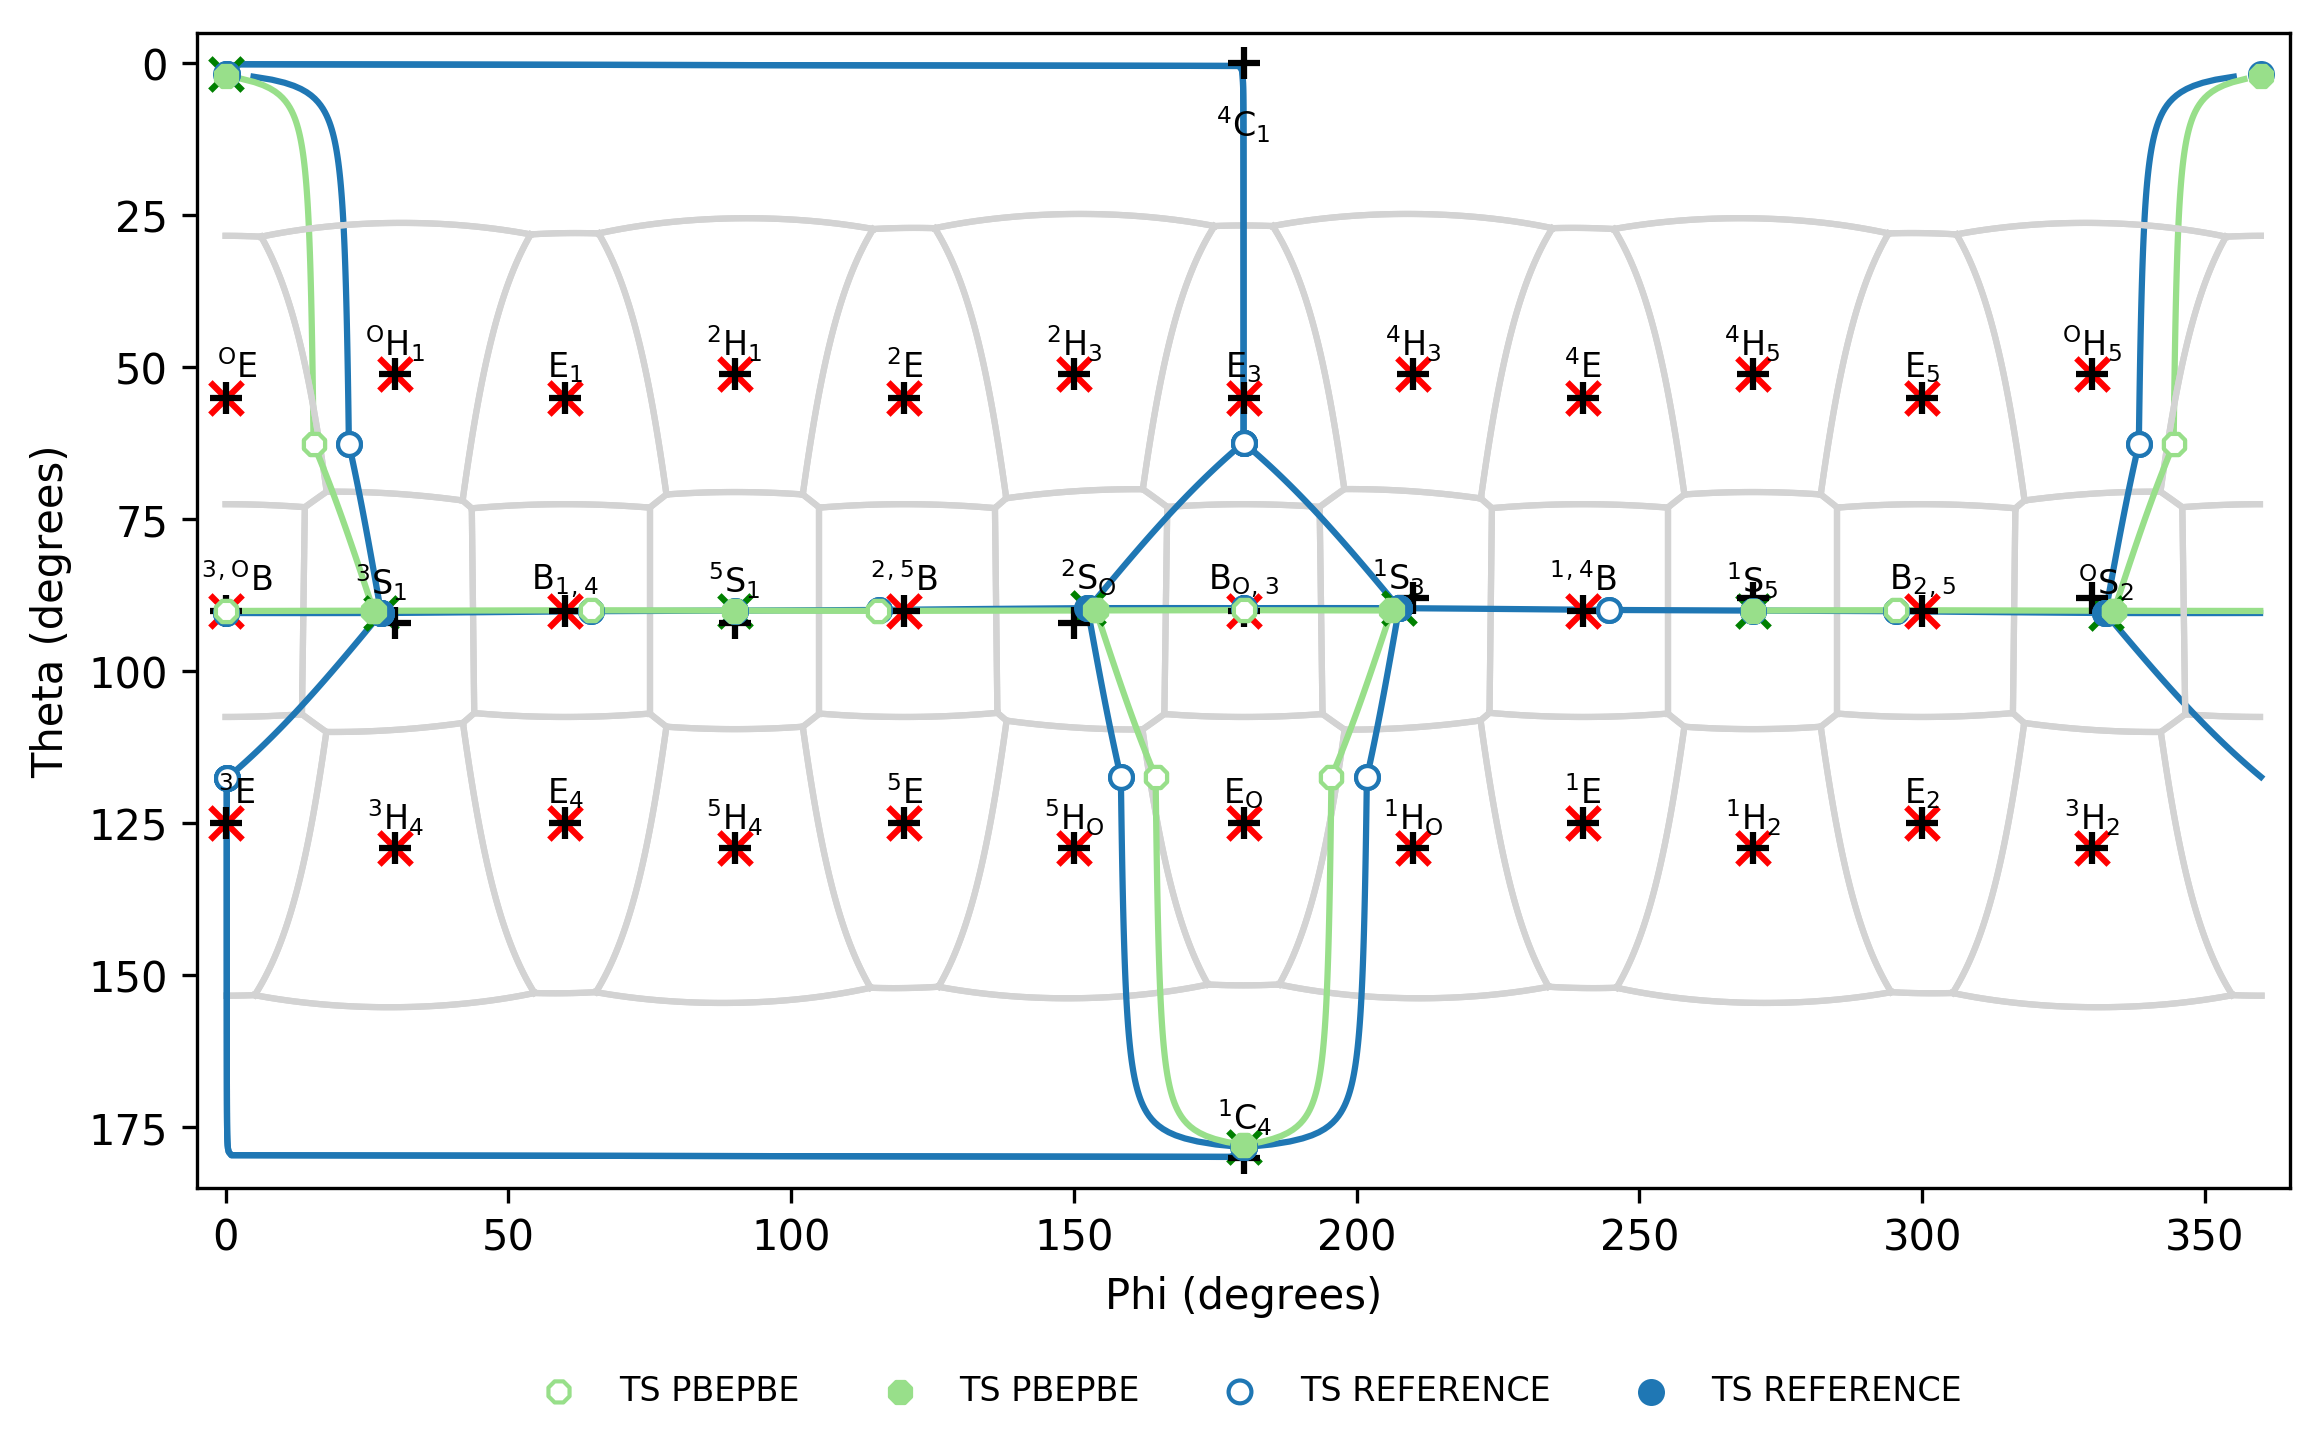 0
⁴C₁
25
ᴼH₁ ²H₁ ²H₃ ⁴H₃ ⁴H₅ ᴼH₅
50 ᴼE E₁ ²E E₃ ⁴E E₅
75
³,ᴼB ³S₁ B₁,₄ ⁵S₁ ²,⁵B ²Sₒ Bₒ,₃ ¹S₃ ¹,⁴B ¹S₅ B₂,₅ ᴼS₂
100
³E E₄ ⁵E Eₒ ¹E E₂
125 ³H₄ ⁵H₄ ⁵Hₒ ¹Hₒ ¹H₂ ³H₂
150
175 ¹C₄
Theta (degrees)
0 50 100 150 200 250 300 350
Phi (degrees)
TS PBEPBE TS PBEPBE TS REFERENCE TS REFERENCE